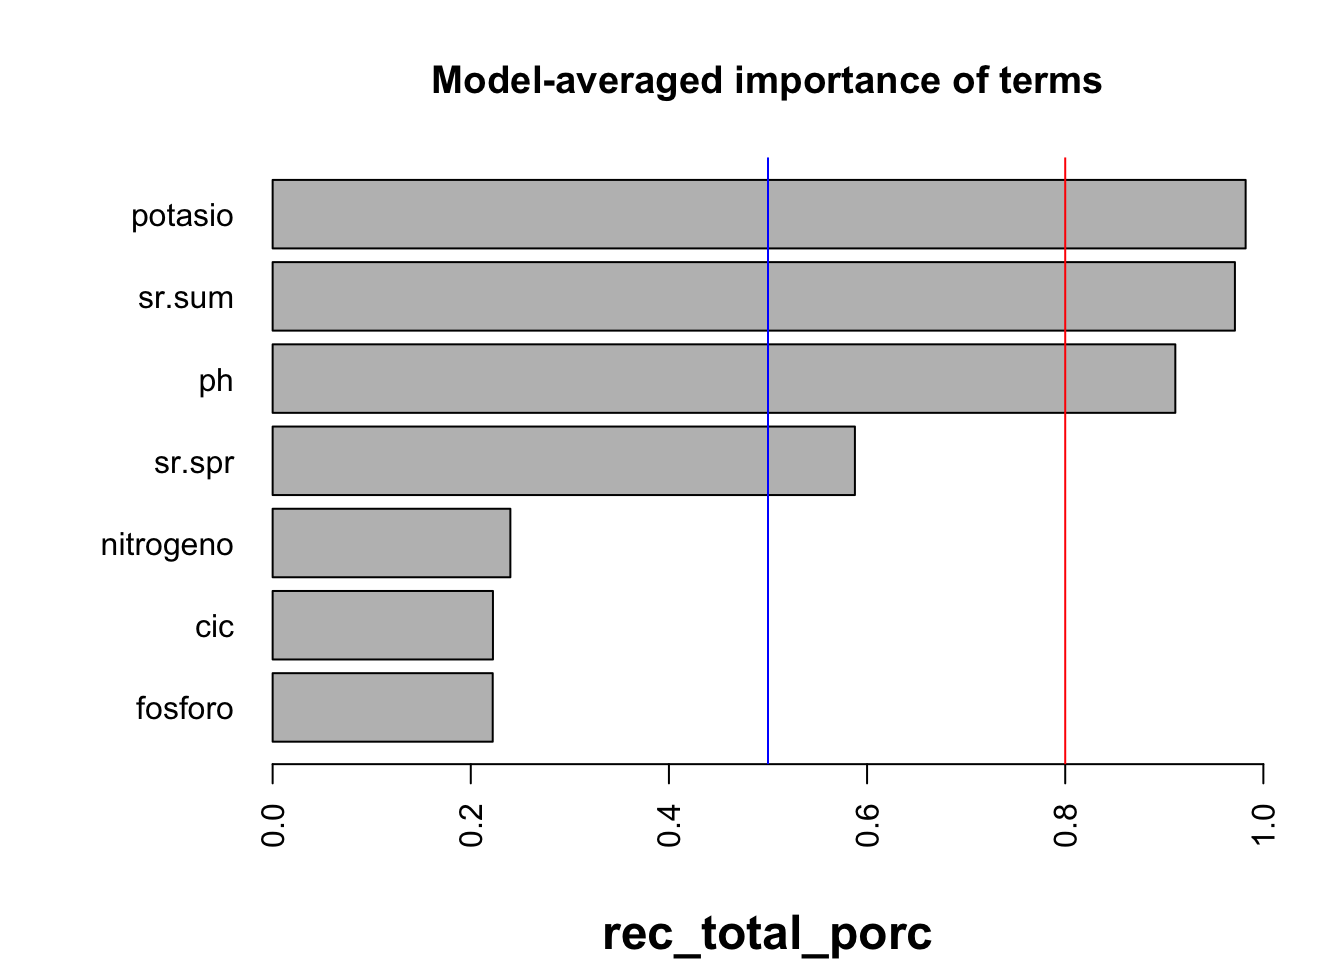 Model-averaged importance of terms
potasio
sr.sum
ph
sr.spr
nitrogeno
cic
fosforo
0.0 0.2 0.4 0.6 0.8 1.0
rec_total_porc